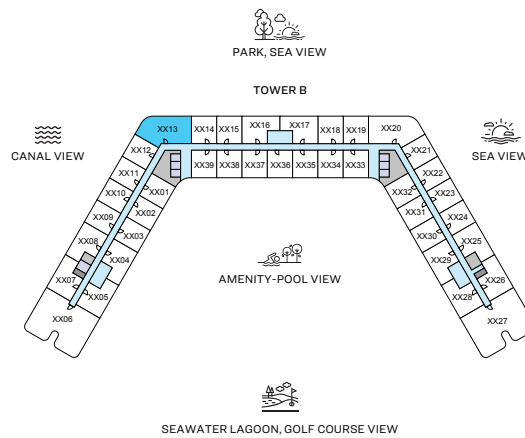 PARK, SEA VIEW
TOWER B
XX13
XX14
XX15
XX16
XX17
XX18
XX19
XX20
CANAL VIEW
SEA VIEW
XX12
XX39
XX38
XX37
XX36
XX35
XX34
XX33
XX21
XX11
XX01
XX32
XX22
XX10
XX02
XX31
XX23
XX09
XX03
XX30
XX24
XX08
XX04
XX29
XX25
XX07
XX05
XX28
XX26
XX06
XX27
AMENITY-POOL VIEW
SEAWATER LAGOON, GOLF COURSE VIEW